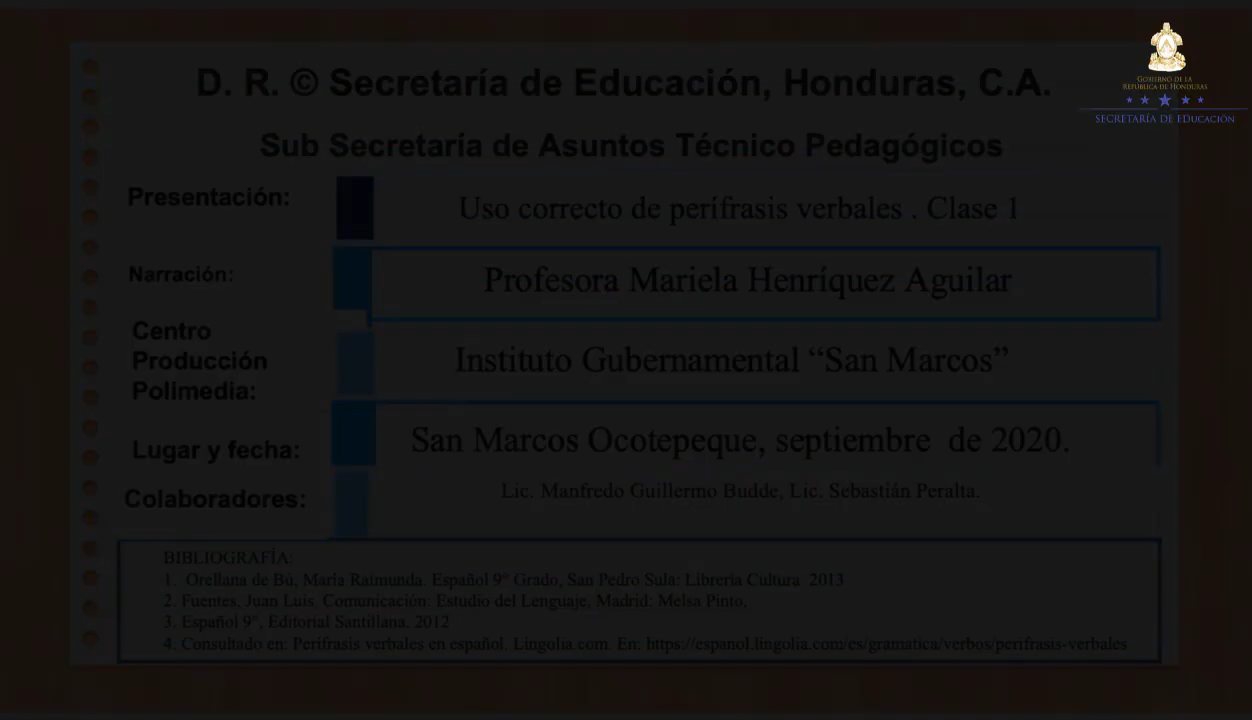 D. R. © Secretaría de Educación, Honduras, C.A.
GOBIERNO DE LA
REPÚBLICA DE HONDURAS
SECRETARÍA DE EDUCACIÓN
Sub Secretaría de Asuntos Técnico Pedagógicos
Presentación:
Uso correcto de perífrasis verbales . Clase 1
Narración:
Profesora Mariela Henríquez Aguilar
Centro
Producción
Polimedia:
Instituto Gubernamental “San Marcos”
Lugar y fecha:
San Marcos Ocotepeque, septiembre de 2020.
Colaboradores:
Lic. Manfredo Guillermo Budde, Lic. Sebastián Peralta.
BIBLIOGRAFÍA:
1. Orellana de Bú, María Raimunda. Español 9° Grado, San Pedro Sula: Librería Cultura 2013
2. Fuentes, Juan Luis. Comunicación: Estudio del Lenguaje, Madrid: Melsa Pinto,
3. Español 9°, Editorial Santillana, 2012
4. Consultado en: Perífrasis verbales en español. Lingolia.com. En: https://espanol.lingolia.com/es/gramatica/verbos/perifrasis-verbales